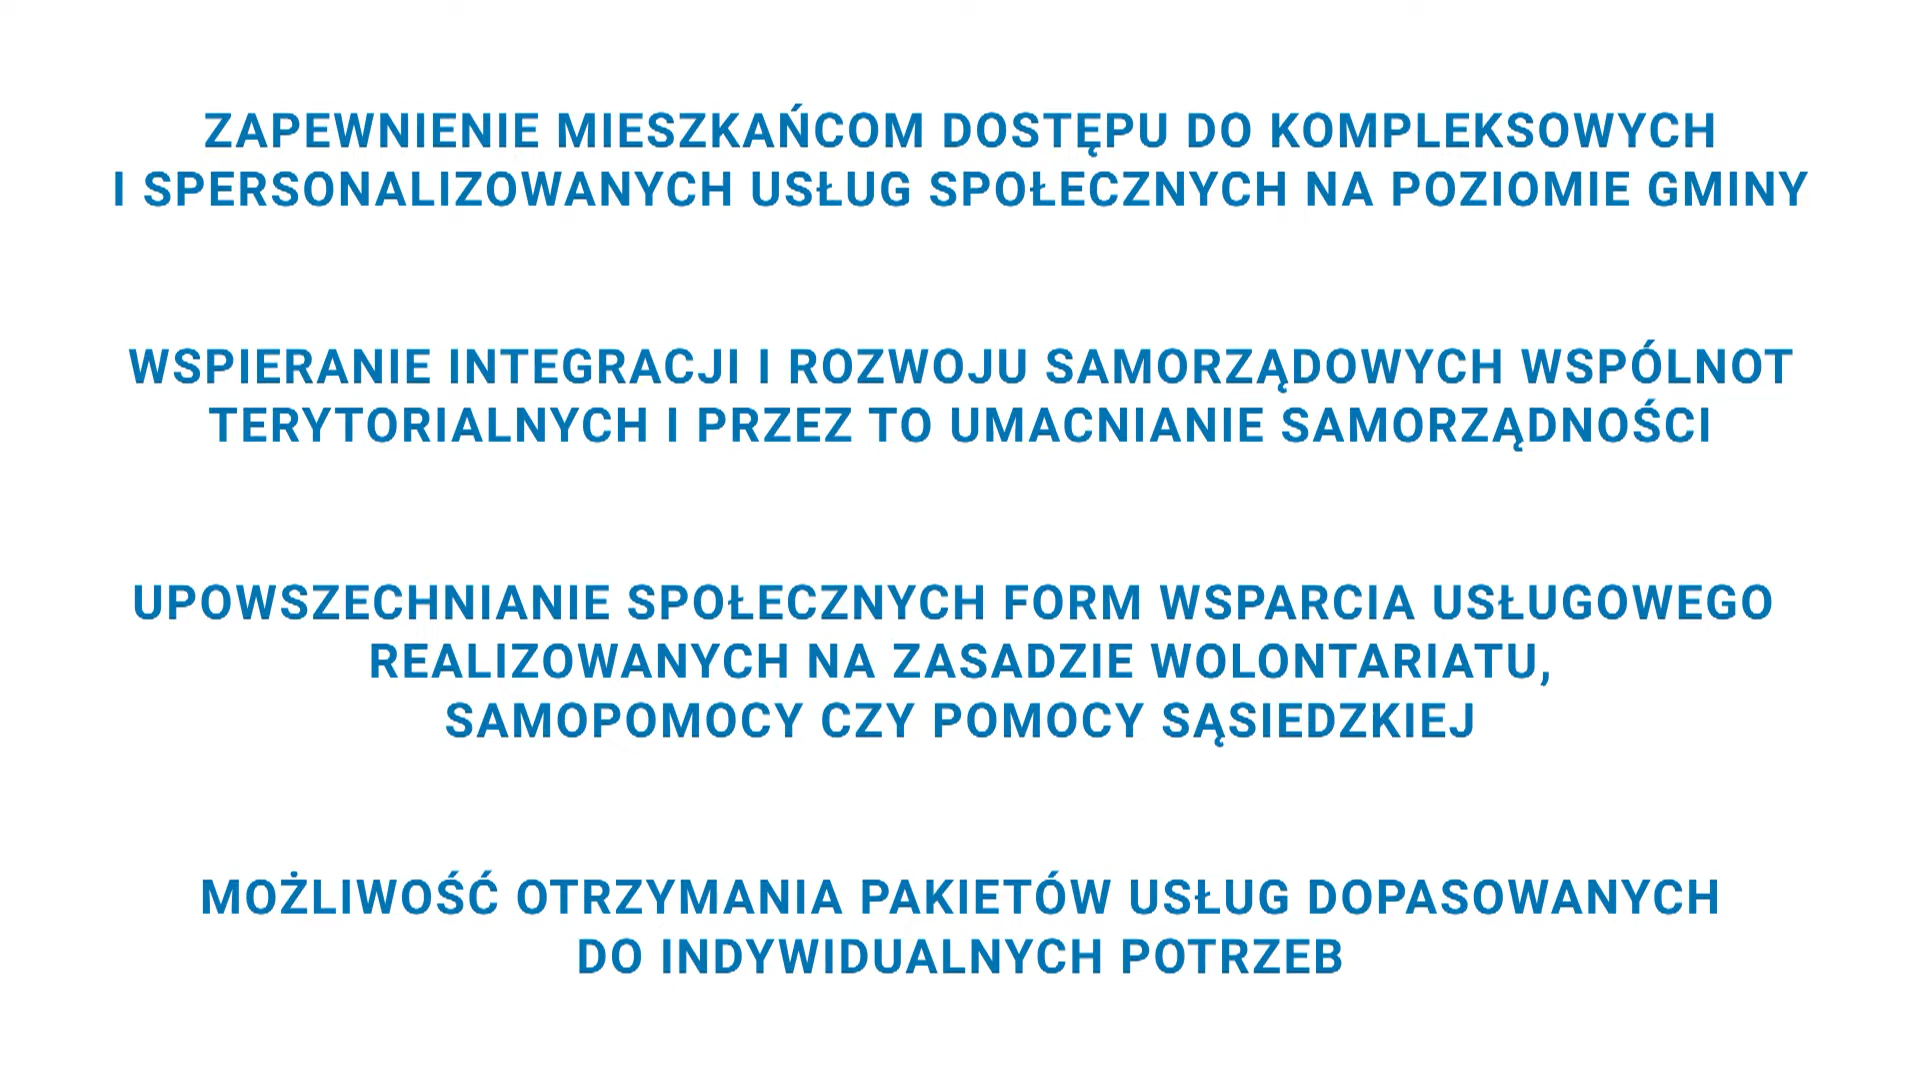 ZAPEWNIENIE MIESZKAŃCOM DOSTĘPU DO KOMPLEKSOWYCH
I SPERSONALIZOWANYCH USŁUG SPOŁECZNYCH NA POZIOMIE GMINY
WSPIERANIE INTEGRACJI I ROZWOJU SAMORZĄDOWYCH WSPÓLNOT
TERYTORIALNYCH I PRZEZ TO UMACNIANIE SAMORZĄDNOŚCI
UPOWSZECHNIANIE SPOŁECZNYCH FORM WSPARCIA USŁUGOWEGO
REALIZOWANYCH NA ZASADZIE WOLONTARIATU,
SAMOPOMOCY CZY POMOCY SĄSIEDZKIEJ
MOŻLIWOŚĆ OTRZYMANIA PAKIETÓW USŁUG DOPASOWANYCH
DO INDYWIDUALNYCH POTRZEB